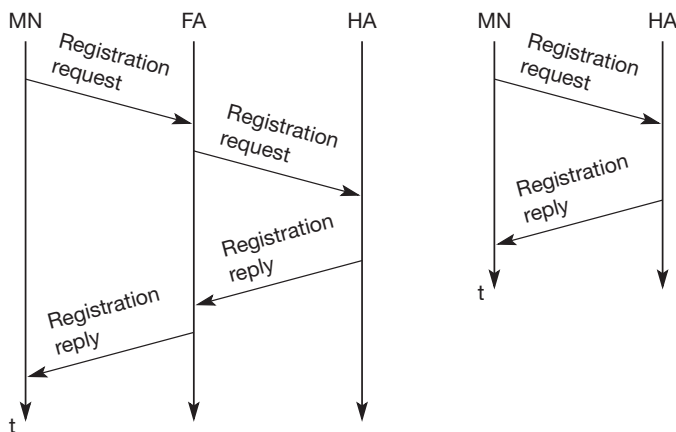 MN FA HA
Registration
request
Registration
request
Registration
reply
Registration
reply
t
MN HA
Registration
request
Registration
reply
t